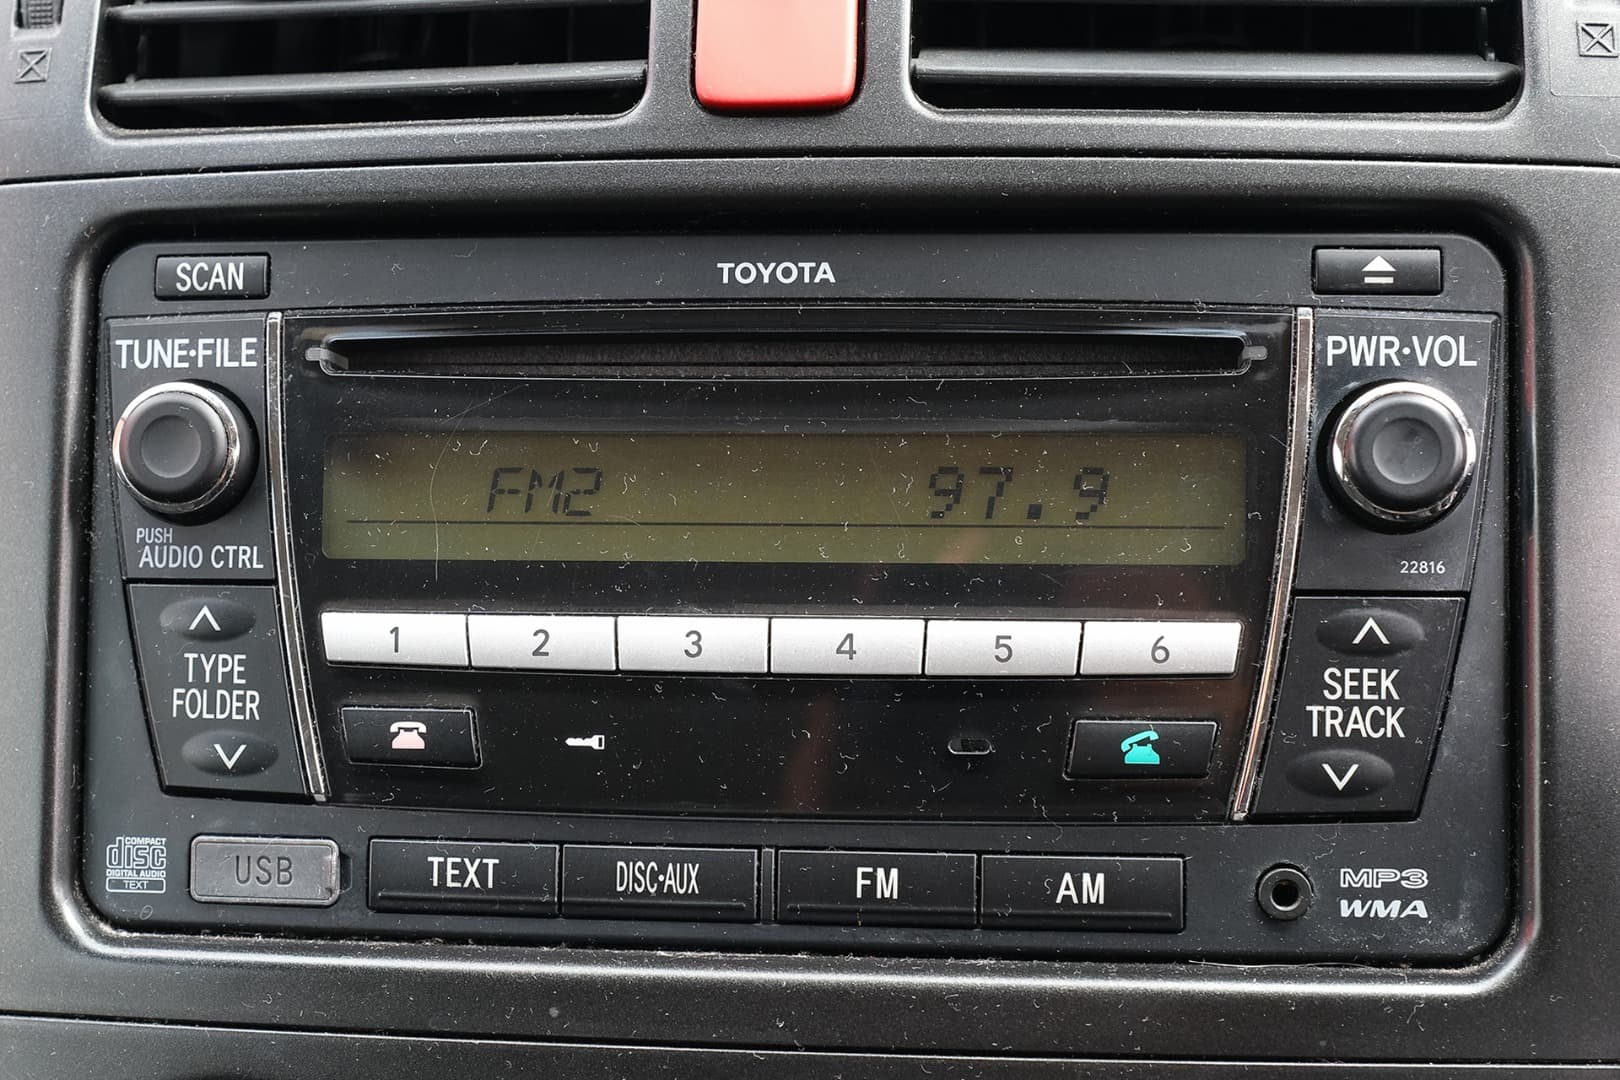 SCAN
TOYOTA
TUNE•FILE
PWR•VOL
FM2 97.9
PUSH
AUDIO CTRL
22816
1 2 3 4 5 6
TYPE
FOLDER
SEEK
TRACK
COMPACT
disc
DIGITAL AUDIO
TEXT
USB
TEXT
DISC•AUX
FM
AM
MP3
WMA